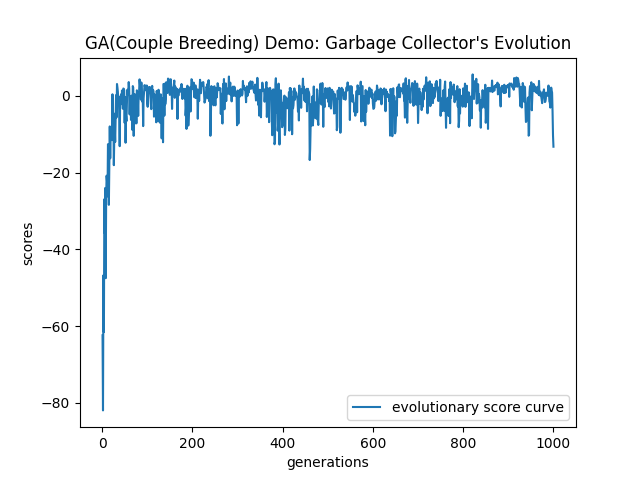 GA(Couple Breeding) Demo: Garbage Collector's Evolution
0
−20
−40
−60
−80
scores
0 200 400 600 800 1000
generations
evolutionary score curve